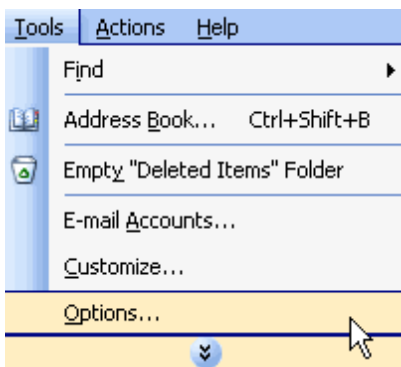 Tools Actions Help
Find
Address Book... Ctrl+Shift+B
Empty "Deleted Items" Folder
E-mail Accounts...
Customize...
Options...